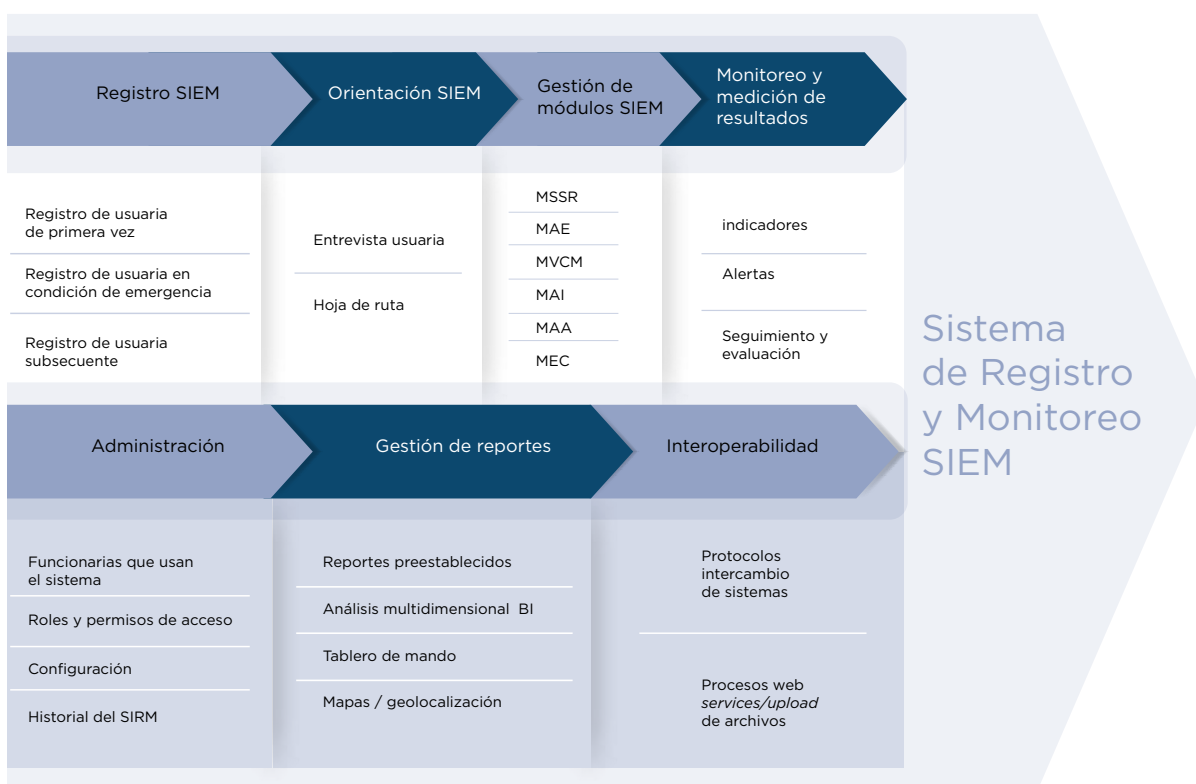 Registro SIEM
Orientación SIEM
Gestión de
módulos SIEM
Monitoreo y
medición de
resultados
Registro de usuaria
de primera vez
Registro de usuaria en
condición de emergencia
Registro de usuaria
subsecuente
Entrevista usuaria
Hoja de ruta
MSSR
MAE
MVCM
MAI
MAA
MEC
indicadores
Alertas
Seguimiento y
evaluación
Administración
Gestión de reportes
Interoperabilidad
Funcionarias que usan
el sistema
Roles y permisos de acceso
Configuración
Historial del SIRM
Reportes preestablecidos
Análisis multidimensional BI
Tablero de mando
Mapas / geolocalización
Protocolos
intercambio
de sistemas
Procesos web
services/upload
de archivos
Sistema
de Registro
y Monitoreo
SIEM